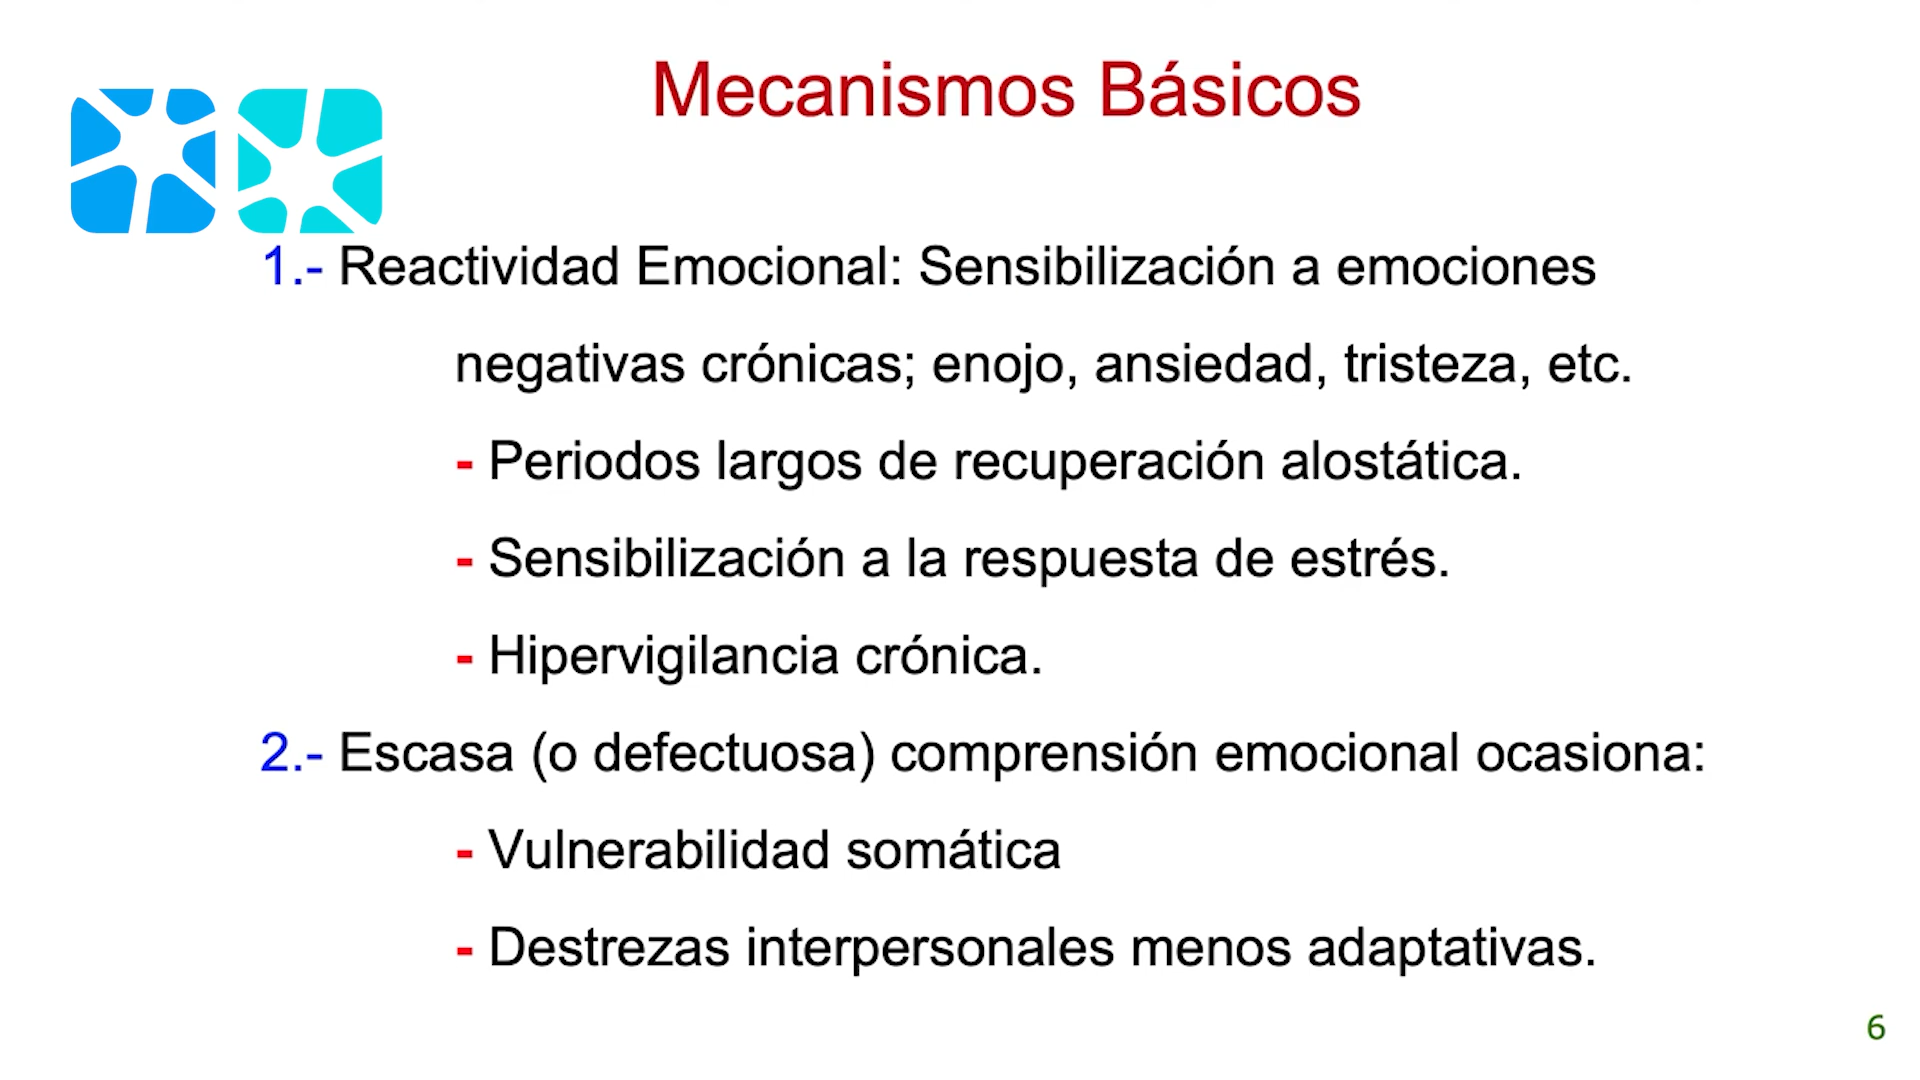 Mecanismos Básicos
1.- Reactividad Emocional: Sensibilización a emociones
negativas crónicas; enojo, ansiedad, tristeza, etc.
- Periodos largos de recuperación alostática.
- Sensibilización a la respuesta de estrés.
- Hipervigilancia crónica.
2.- Escasa (o defectuosa) comprensión emocional ocasiona:
- Vulnerabilidad somática
- Destrezas interpersonales menos adaptativas.
6